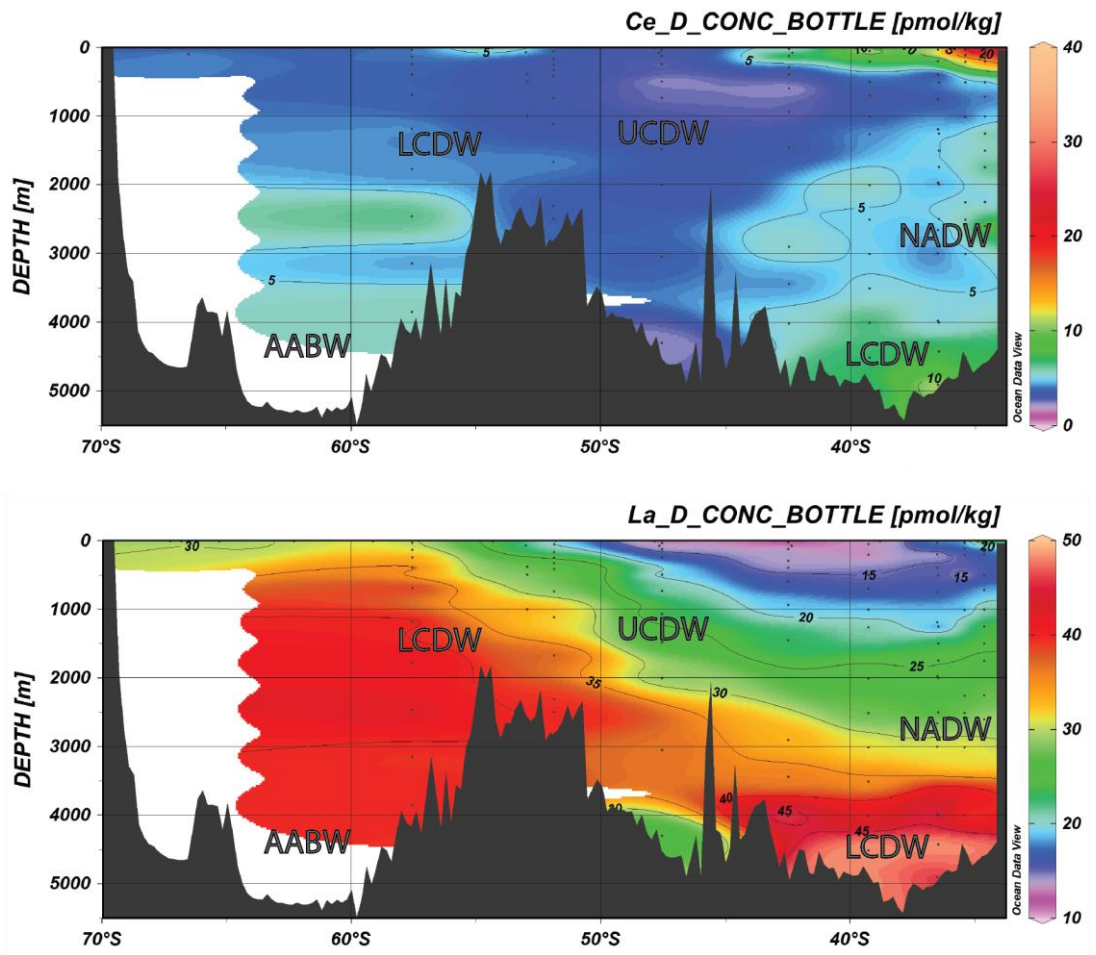 Ce_D_CONC_BOTTLE [pmol/kg]
0
1000
2000
3000
4000
5000
DEPTH [m]
5
5
10
10
5
20
LCDW
UCDW
5
NADW
5
5
AABW
LCDW
10
70°S
60°S
50°S
40°S
Ocean Data View
40
30
20
10
0
La_D_CONC_BOTTLE [pmol/kg]
0
1000
2000
3000
4000
5000
DEPTH [m]
30
20
15
15
20
LCDW
UCDW
25
35
30
NADW
40
30
45
45
AABW
LCDW
70°S
60°S
50°S
40°S
Ocean Data View
50
40
30
20
10